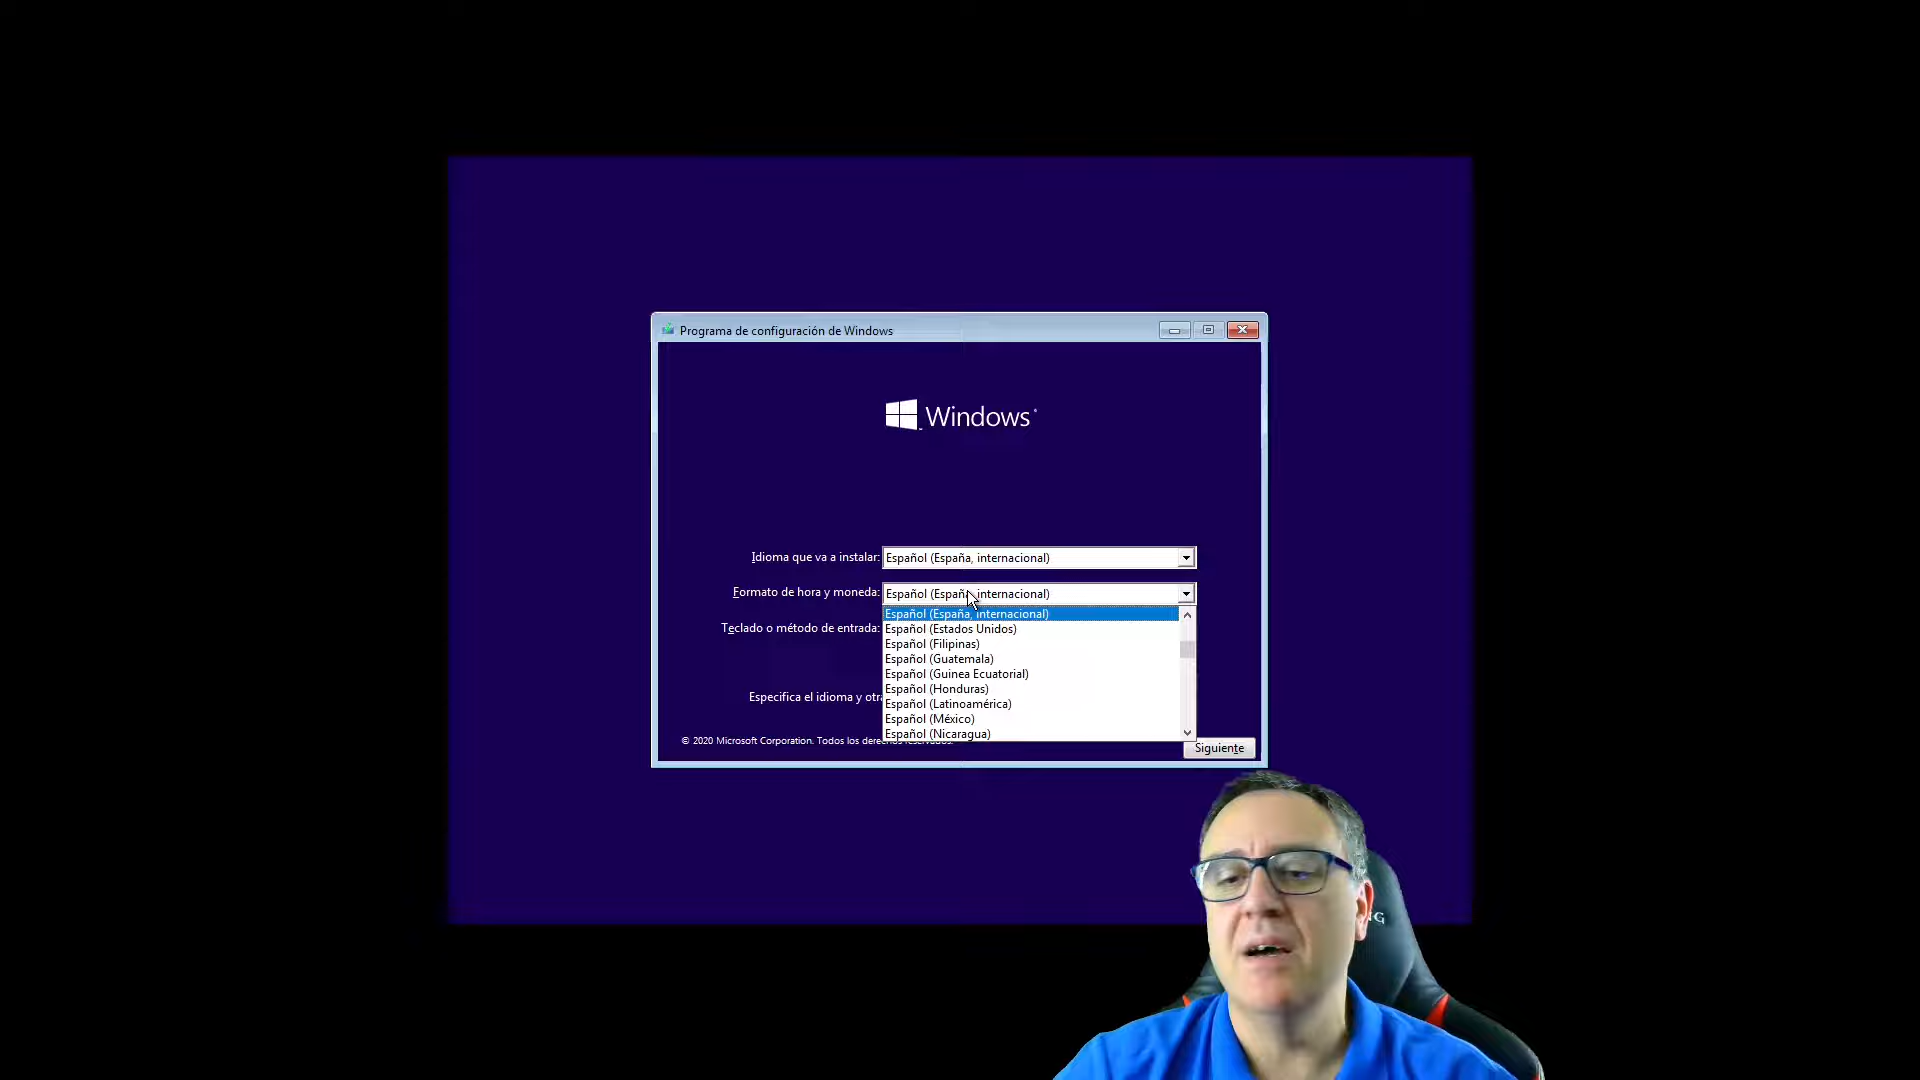 Programa de configuración de Windows
Windows
Idioma que va a instalar: Español (España, internacional)
Formato de hora y moneda: Español (España, internacional)
Español (España, internacional)
Español (Estados Unidos)
Teclado o método de entrada:
Español (Filipinas)
Español (Guatemala)
Español (Guinea Ecuatorial)
Español (Honduras)
Especifica el idioma y
Español (Latinoamérica)
Español (México)
Español (Nicaragua)
© 2020 Microsoft Corporation. Todos los derechos reservados.
Siguiente